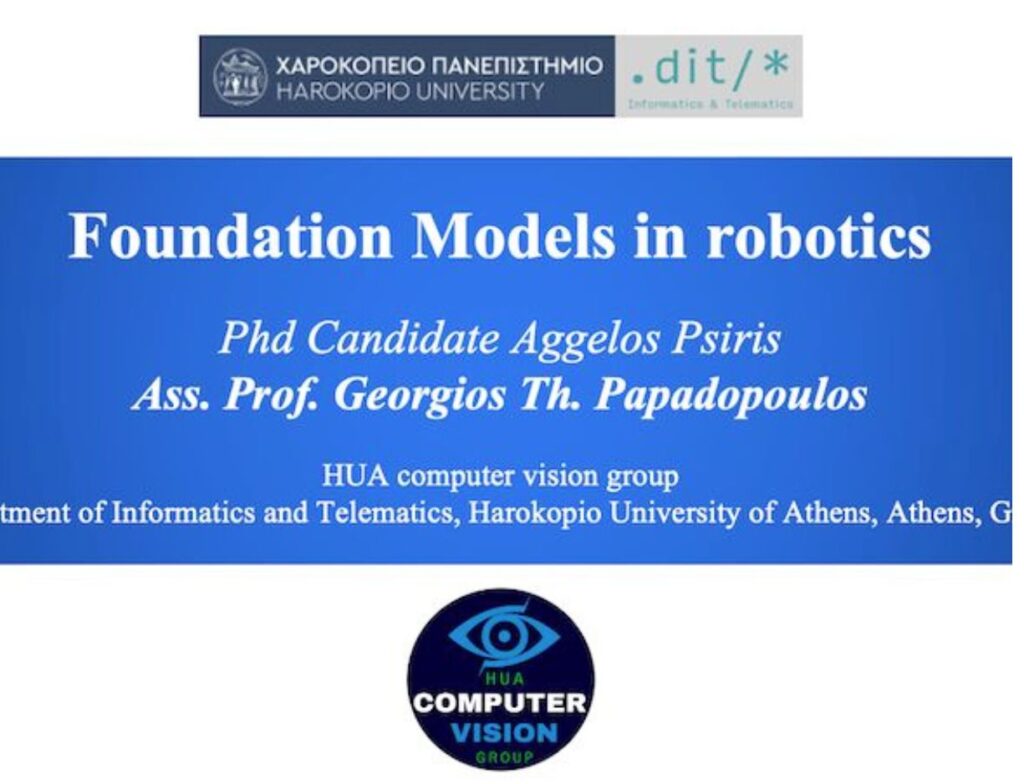 ΧΑΡΟΚΟΠΕΙΟ ΠΑΝΕΠΙΣΤΗΜΙΟ
HAROKOPIO UNIVERSITY
.dit/*
Informatics & Telematics
Foundation Models in robotics
Phd Candidate Aggelos Psiris
Ass. Prof. Georgios Th. Papadopoulos
HUA computer vision group
tment of Informatics and Telematics, Harokopio University of Athens, Athens, G
HUA
COMPUTER
VISION
GROUP